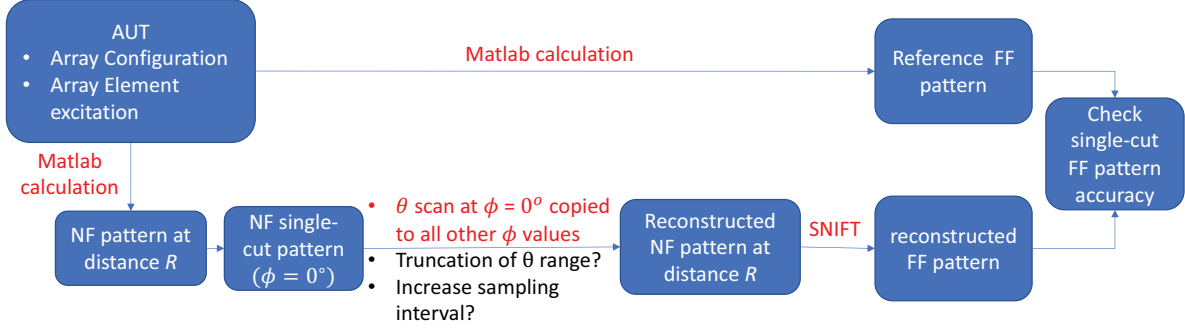 AUT
• Array Configuration
• Array Element
excitation
Matlab calculation
Reference FF
pattern
Check
single-cut
FF pattern
accuracy
Matlab
calculation
NF pattern at
distance R
NF single-
cut pattern
(ϕ = 0°)
• θ scan at ϕ = 0⁰ copied
to all other ϕ values
• Truncation of θ range?
• Increase sampling
interval?
Reconstructed
NF pattern at
distance R
SNIFT
reconstructed
FF pattern